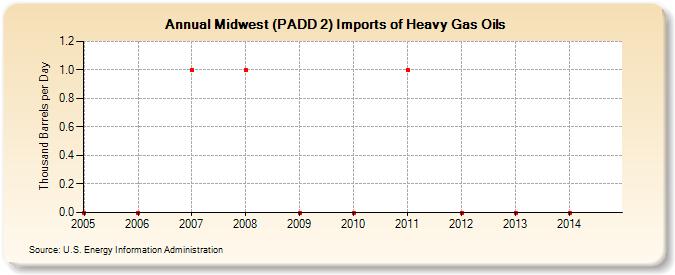 Annual Midwest (PADD 2) Imports of Heavy Gas Oils
Thousand Barrels per Day
1.2
1.0
0.8
0.6
0.4
0.2
0.0
2005 2006 2007 2008 2009 2010 2011 2012 2013 2014
Source: U.S. Energy Information Administration